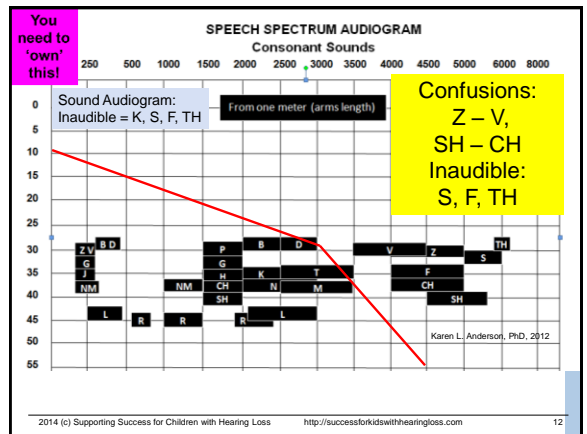 You
need to
‘own’
this!
SPEECH SPECTRUM AUDIOGRAM
Consonant Sounds
250 500 1000 1500 2000 2500 3000 3500 4000 4500 5000 6000 8000
Sound Audiogram:
Inaudible = K, S, F, TH
From one meter (arms length)
Confusions:
Z – V,
SH – CH
Inaudible:
S, F, TH
0
5
10
15
20
25
30
35
40
45
50
55
Z V B D P B D V Z TH
G G S
J H K T F
NM NM CH N M CH
SH SH
L L
R R R
Karen L. Anderson, PhD, 2012
2014 (c) Supporting Success for Children with Hearing Loss http://successforkidswithhearingloss.com 12